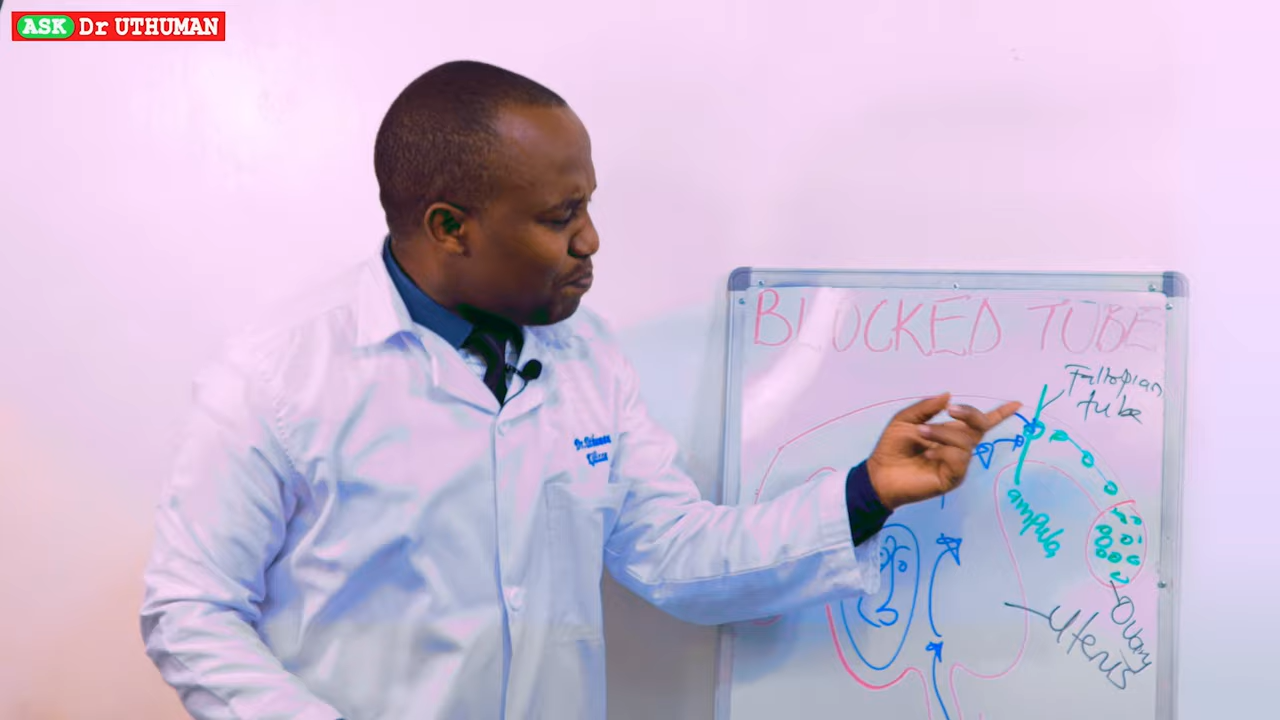 ASK Dr UTHUMAN
BLOCKED TUBE
Fallopian
tube
ampula
Ovary
Uterus